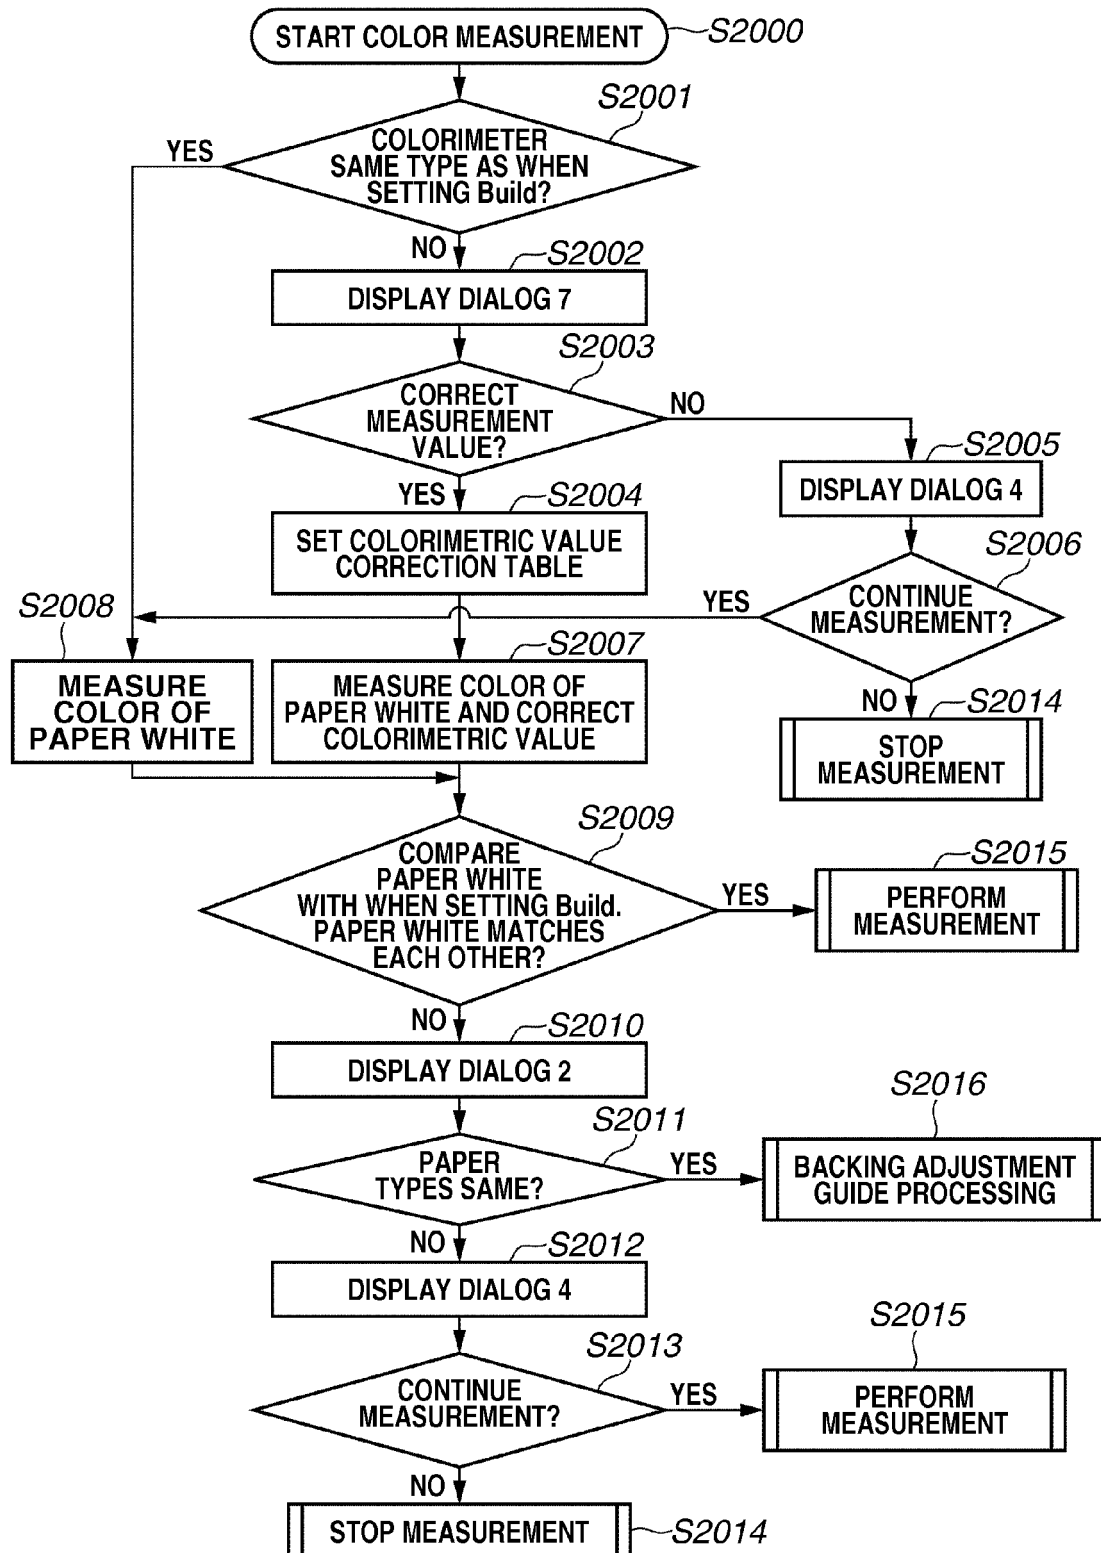 START COLOR MEASUREMENT
S2000
S2001
COLORIMETER
SAME TYPE AS WHEN
SETTING Build?
YES
NO
S2002
DISPLAY DIALOG 7
S2003
CORRECT
MEASUREMENT
VALUE?
NO
YES
S2004
SET COLORIMETRIC VALUE
CORRECTION TABLE
S2005
DISPLAY DIALOG 4
S2006
CONTINUE
MEASUREMENT?
YES
NO
S2014
STOP
MEASUREMENT
S2008
MEASURE
COLOR OF
PAPER WHITE
S2007
MEASURE COLOR OF
PAPER WHITE AND CORRECT
COLORIMETRIC VALUE
S2009
COMPARE
PAPER WHITE
WITH WHEN SETTING Build.
PAPER WHITE MATCHES
EACH OTHER?
YES
S2015
PERFORM
MEASUREMENT
NO
S2010
DISPLAY DIALOG 2
S2011
PAPER
TYPES SAME?
YES
S2016
BACKING ADJUSTMENT
GUIDE PROCESSING
NO
S2012
DISPLAY DIALOG 4
S2013
CONTINUE
MEASUREMENT?
YES
S2015
PERFORM
MEASUREMENT
NO
STOP MEASUREMENT
S2014